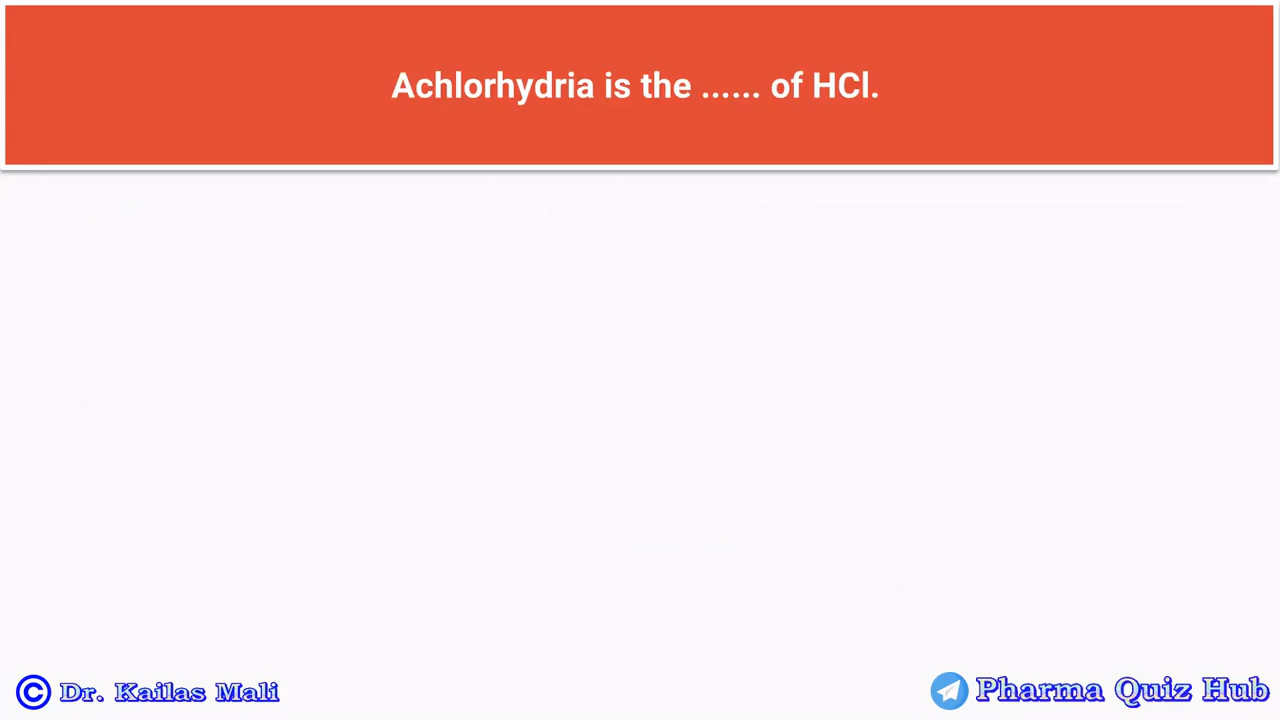 Achlorhydria is the ...... of HCl.
© Dr. Kailas Mali
Pharma Quiz Hub